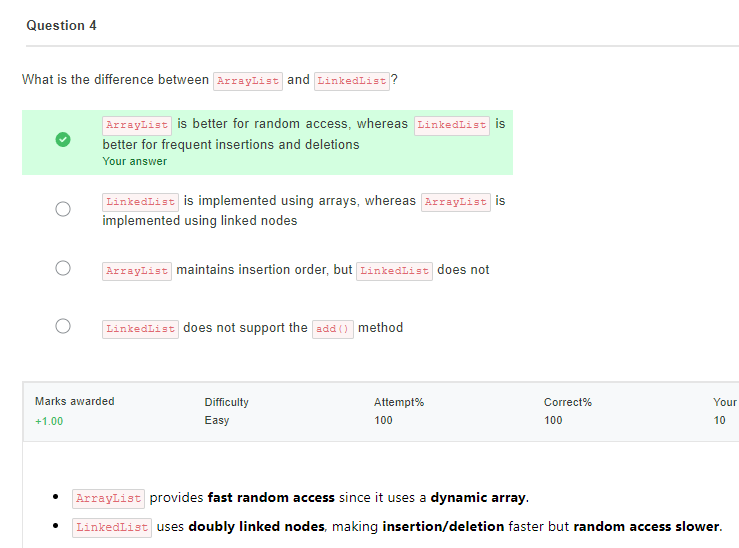 Question 4
What is the difference between ArrayList and LinkedList?
ArrayList is better for random access, whereas LinkedList is
better for frequent insertions and deletions
Your answer
LinkedList is implemented using arrays, whereas ArrayList is
implemented using linked nodes
ArrayList maintains insertion order, but LinkedList does not
LinkedList does not support the add() method
Marks awarded Difficulty Attempt% Correct% Your
+1.00 Easy 100 100 10
• ArrayList provides fast random access since it uses a dynamic array.
• LinkedList uses doubly linked nodes, making insertion/deletion faster but random access slower.